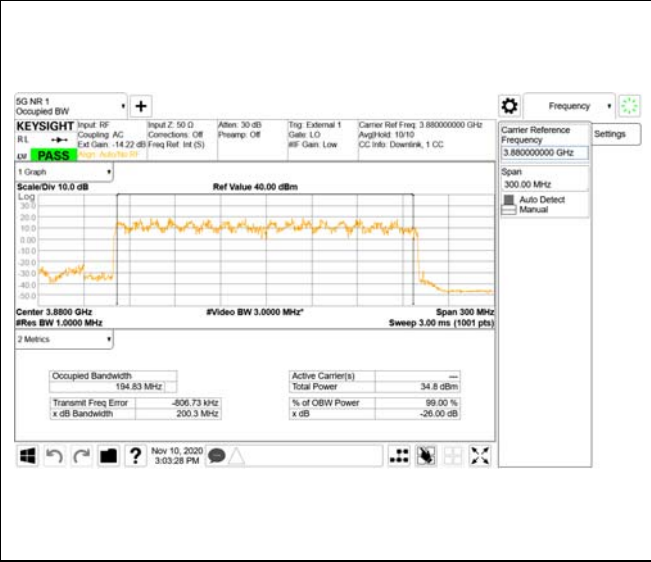 5G NR 1
Occupied BW
Frequency
KEYSIGHT
Input: RF
Coupling: AC
Ext Gain: -14.22 dB
Align: Auto/No RF
Input Z: 50 Ω
Corrections: Off
Freq Ref: Int (S)
Atten: 30 dB
Preamp: Off
Trig: External 1
Gate: LO
#IF Gain: Low
Carrier Ref Freq: 3.880000000 GHz
Avg|Hold: 10/10
CC Info: Downlink, 1 CC
R L
PASS
Carrier Reference
Frequency
3.880000000 GHz
Settings
Span
300.00 MHz
Auto Detect
Manual
1 Graph
Scale/Div 10.0 dB
Ref Value 40.00 dBm
Log
30.0
20.0
10.0
0.00
-10.0
-20.0
-30.0
-40.0
-50.0
Center 3.8800 GHz
#Video BW 3.0000 MHz*
Span 300 MHz
#Res BW 1.0000 MHz
Sweep 3.00 ms (1001 pts)
2 Metrics
Occupied Bandwidth
194.83 MHz
Transmit Freq Error -806.73 kHz
x dB Bandwidth 200.3 MHz
Active Carrier(s) —
Total Power 34.8 dBm
% of OBW Power 99.00 %
x dB -26.00 dB
?
Nov 10, 2020
3:03:28 PM